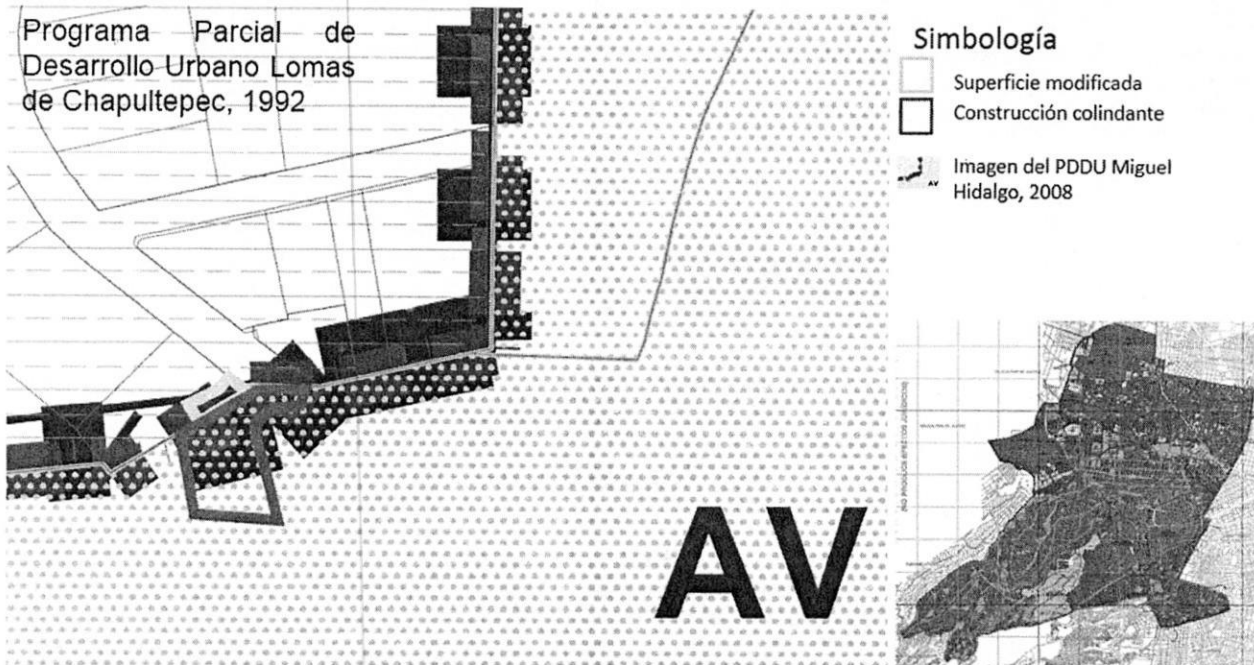 Programa Parcial de
Desarrollo Urbano Lomas
de Chapultepec, 1992
AV
Simbología
Superficie modificada
Construcción colindante
AV
Imagen del PDDU Miguel
Hidalgo, 2008